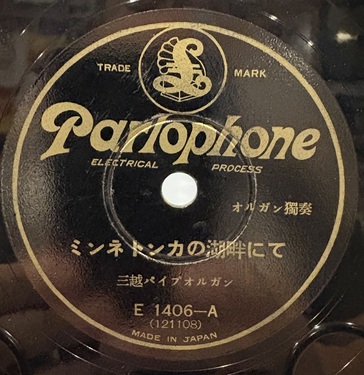 TRADE MARK
Parlophone
ELECTRICAL PROCESS
オルガン獨奏
ミンネトンカの湖畔にて
三越パイプオルガン
E 1406-A
(121108)
MADE IN JAPAN